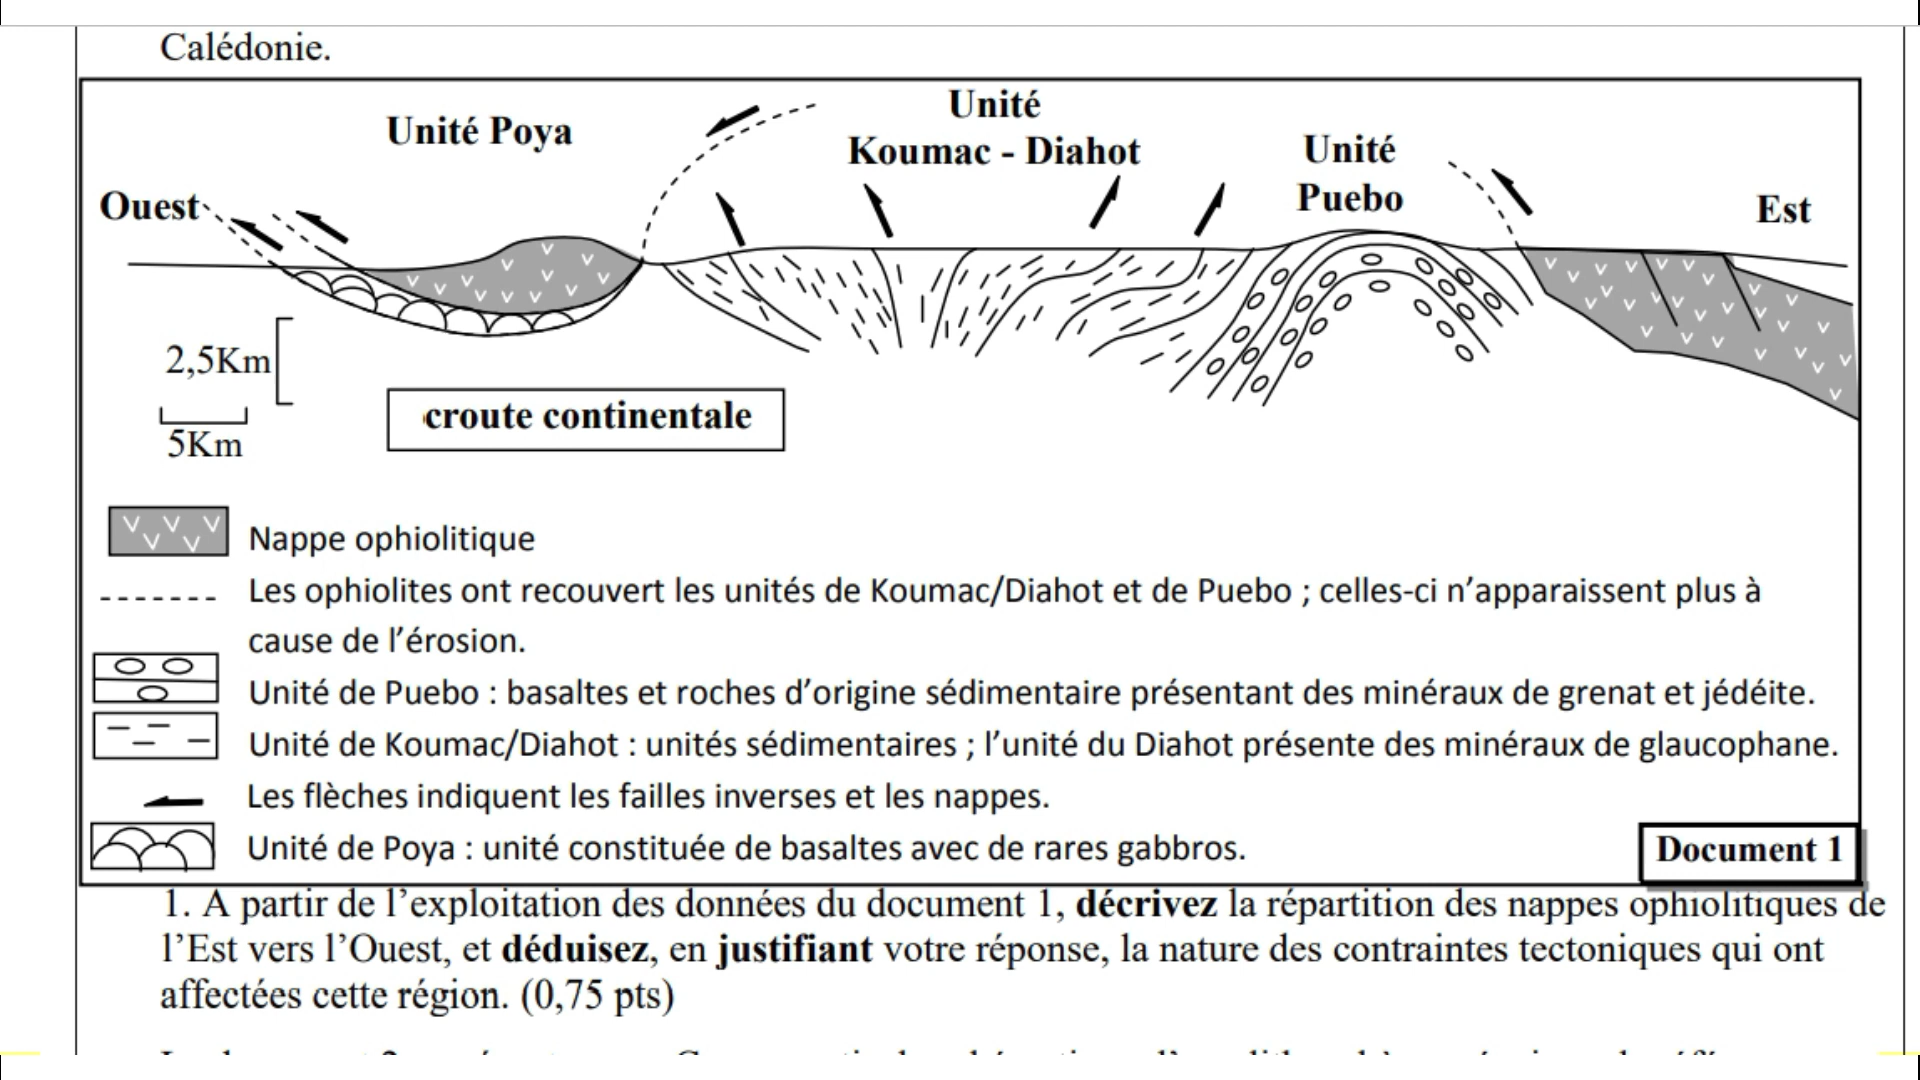 Calédonie.
Unité Poya
Unité
Koumac - Diahot
Unité
Puebo
Ouest
Est
2,5Km
5Km
croute continentale
Nappe ophiolitique
Les ophiolites ont recouvert les unités de Koumac/Diahot et de Puebo ; celles-ci n’apparaissent plus à
cause de l’érosion.
Unité de Puebo : basaltes et roches d’origine sédimentaire présentant des minéraux de grenat et jédéite.
Unité de Koumac/Diahot : unités sédimentaires ; l’unité du Diahot présente des minéraux de glaucophane.
Les flèches indiquent les failles inverses et les nappes.
Unité de Poya : unité constituée de basaltes avec de rares gabbros.
Document 1
1. A partir de l’exploitation des données du document 1, décrivez la répartition des nappes ophiolitiques de
l’Est vers l’Ouest, et déduisez, en justifiant votre réponse, la nature des contraintes tectoniques qui ont
affectées cette région. (0,75 pts)